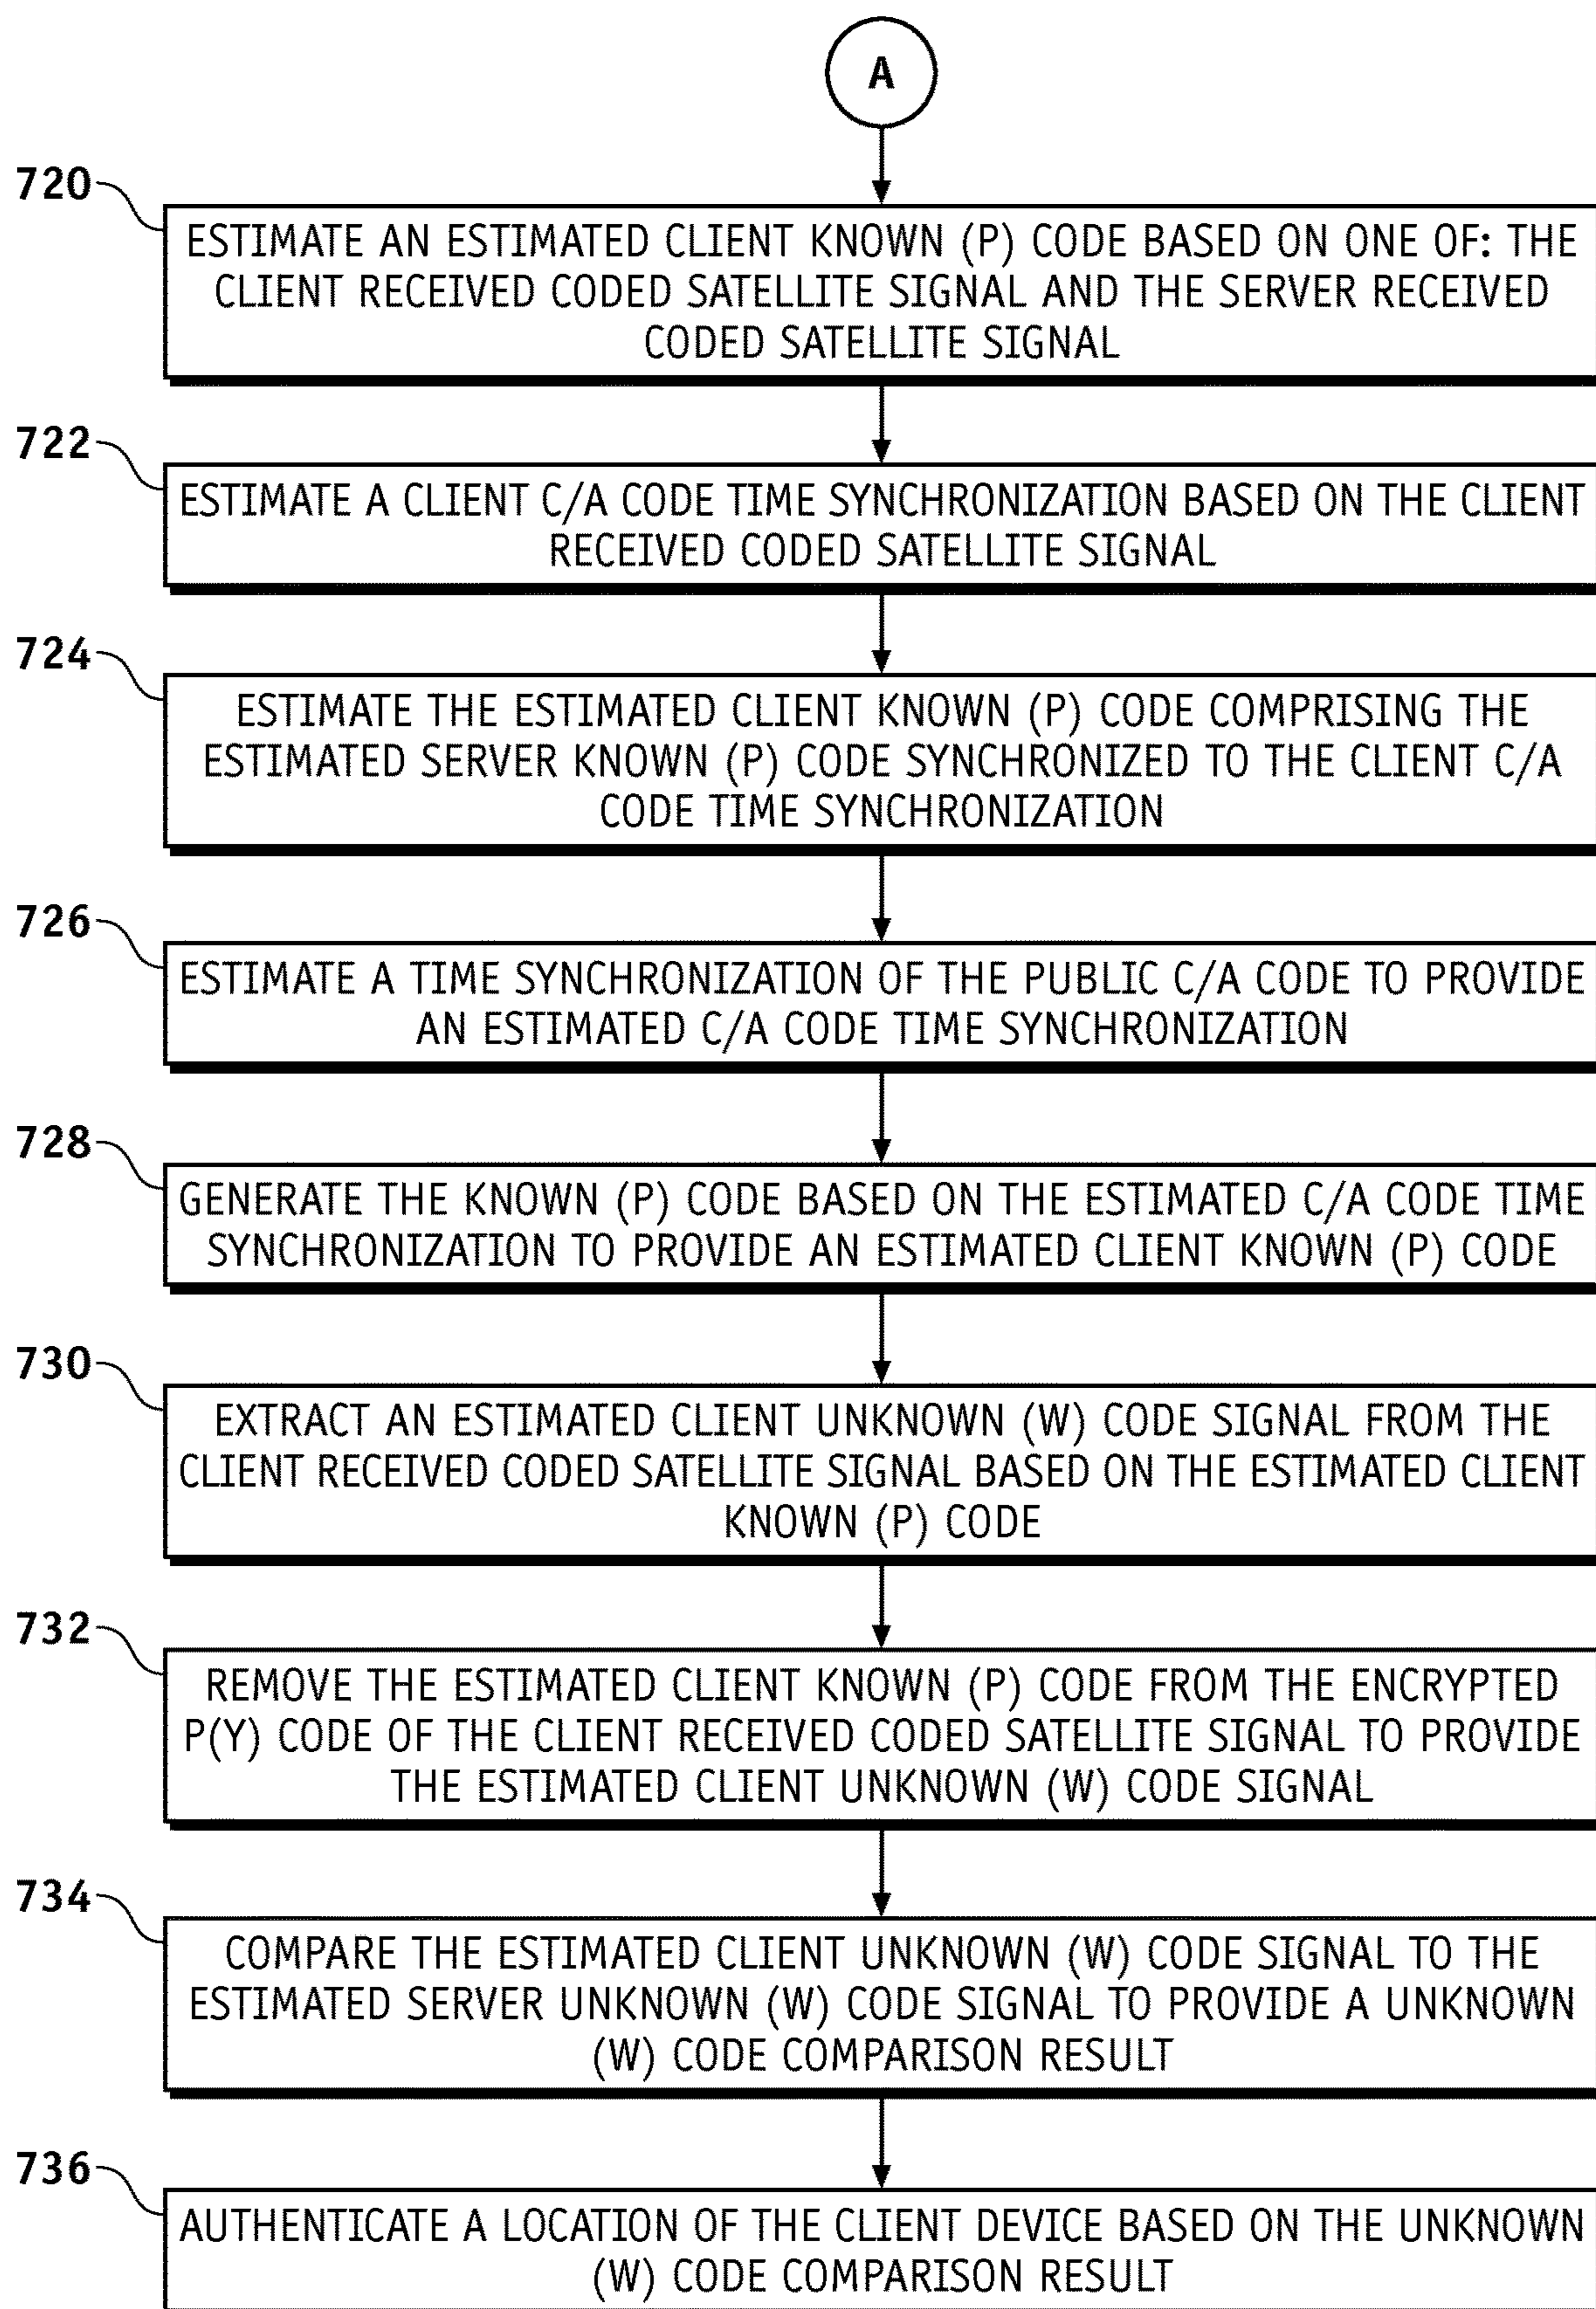 A
720
ESTIMATE AN ESTIMATED CLIENT KNOWN (P) CODE BASED ON ONE OF: THE
CLIENT RECEIVED CODED SATELLITE SIGNAL AND THE SERVER RECEIVED
CODED SATELLITE SIGNAL
722
ESTIMATE A CLIENT C/A CODE TIME SYNCHRONIZATION BASED ON THE CLIENT
RECEIVED CODED SATELLITE SIGNAL
724
ESTIMATE THE ESTIMATED CLIENT KNOWN (P) CODE COMPRISING THE
ESTIMATED SERVER KNOWN (P) CODE SYNCHRONIZED TO THE CLIENT C/A
CODE TIME SYNCHRONIZATION
726
ESTIMATE A TIME SYNCHRONIZATION OF THE PUBLIC C/A CODE TO PROVIDE
AN ESTIMATED C/A CODE TIME SYNCHRONIZATION
728
GENERATE THE KNOWN (P) CODE BASED ON THE ESTIMATED C/A CODE TIME
SYNCHRONIZATION TO PROVIDE AN ESTIMATED CLIENT KNOWN (P) CODE
730
EXTRACT AN ESTIMATED CLIENT UNKNOWN (W) CODE SIGNAL FROM THE
CLIENT RECEIVED CODED SATELLITE SIGNAL BASED ON THE ESTIMATED CLIENT
KNOWN (P) CODE
732
REMOVE THE ESTIMATED CLIENT KNOWN (P) CODE FROM THE ENCRYPTED
P(Y) CODE OF THE CLIENT RECEIVED CODED SATELLITE SIGNAL TO PROVIDE
THE ESTIMATED CLIENT UNKNOWN (W) CODE SIGNAL
734
COMPARE THE ESTIMATED CLIENT UNKNOWN (W) CODE SIGNAL TO THE
ESTIMATED SERVER UNKNOWN (W) CODE SIGNAL TO PROVIDE A UNKNOWN
(W) CODE COMPARISON RESULT
736
AUTHENTICATE A LOCATION OF THE CLIENT DEVICE BASED ON THE UNKNOWN
(W) CODE COMPARISON RESULT